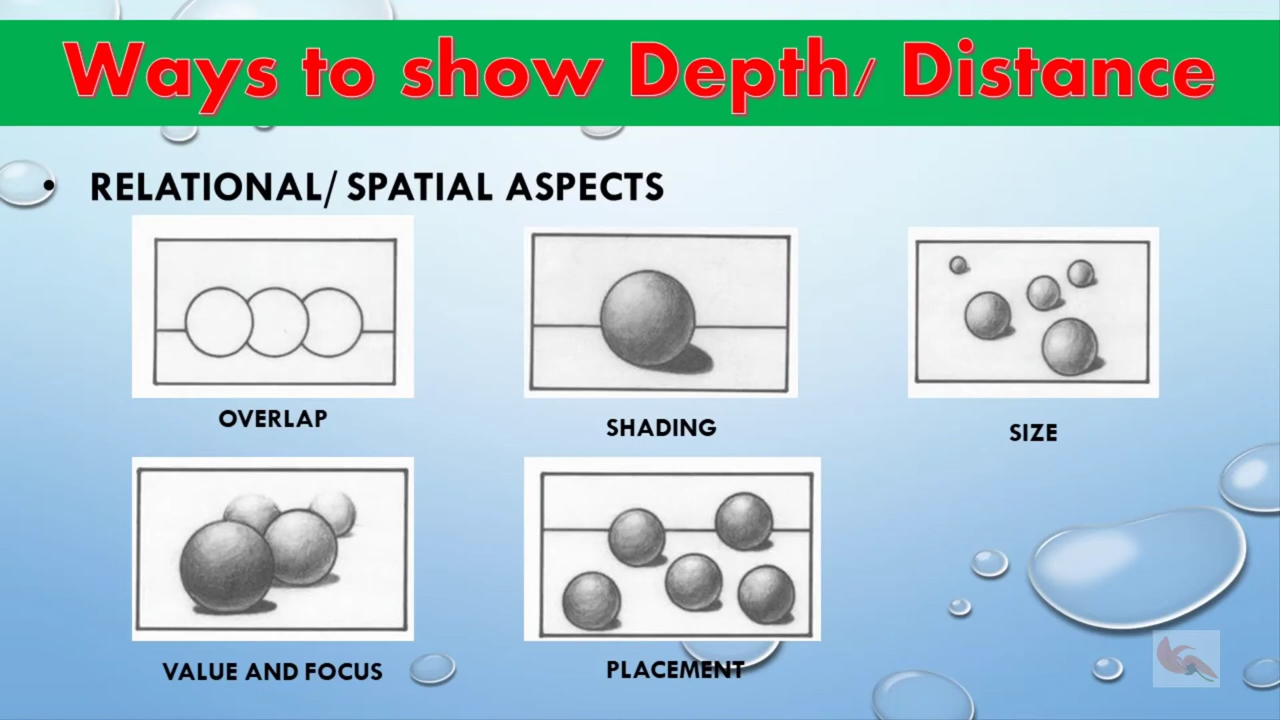 Ways to show Depth/ Distance
• RELATIONAL/ SPATIAL ASPECTS
OVERLAP
SHADING
SIZE
VALUE AND FOCUS
PLACEMENT